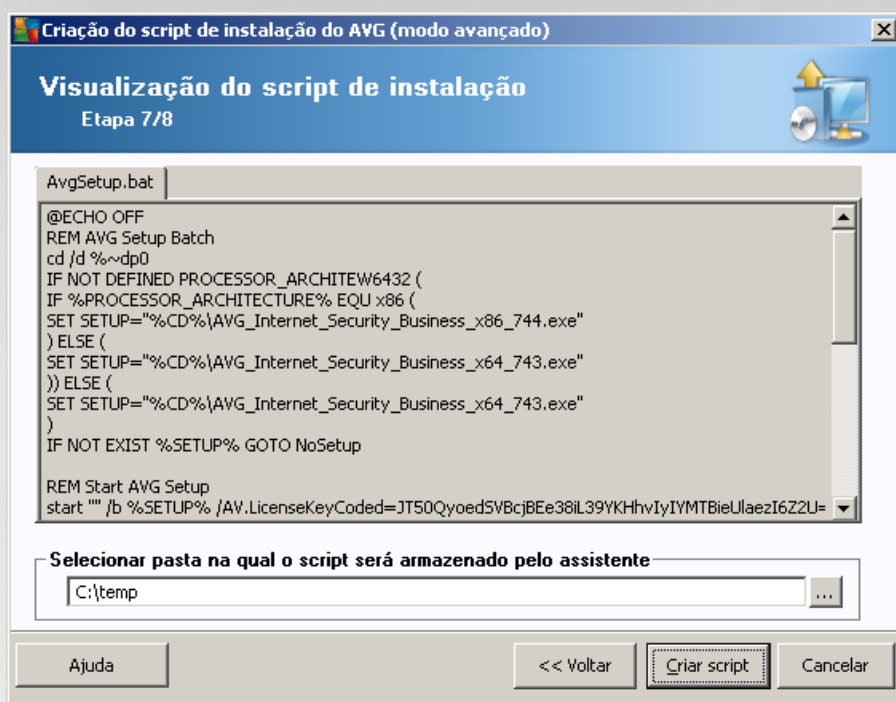 Criação do script de instalação do AVG (modo avançado)
Visualização do script de instalação
Etapa 7/8
AvgSetup.bat
@ECHO OFF
REM AVG Setup Batch
cd /d %~dp0
IF NOT DEFINED PROCESSOR_ARCHITEW6432 (
IF %PROCESSOR_ARCHITECTURE% EQU x86 (
SET SETUP="%CD%\AVG_Internet_Security_Business_x86_744.exe"
) ELSE (
SET SETUP="%CD%\AVG_Internet_Security_Business_x64_743.exe"
)) ELSE (
SET SETUP="%CD%\AVG_Internet_Security_Business_x64_743.exe"
)
IF NOT EXIST %SETUP% GOTO NoSetup
REM Start AVG Setup
start "" /b %SETUP% /AV.LicenseKeyCoded=JT50QyoedSVBcjBEe38iL39YKHhvIyIYMTBieUlaezI6Z2U=
Selecionar pasta na qual o script será armazenado pelo assistente
C:\temp
...
Ajuda
<< Voltar
Criar script
Cancelar